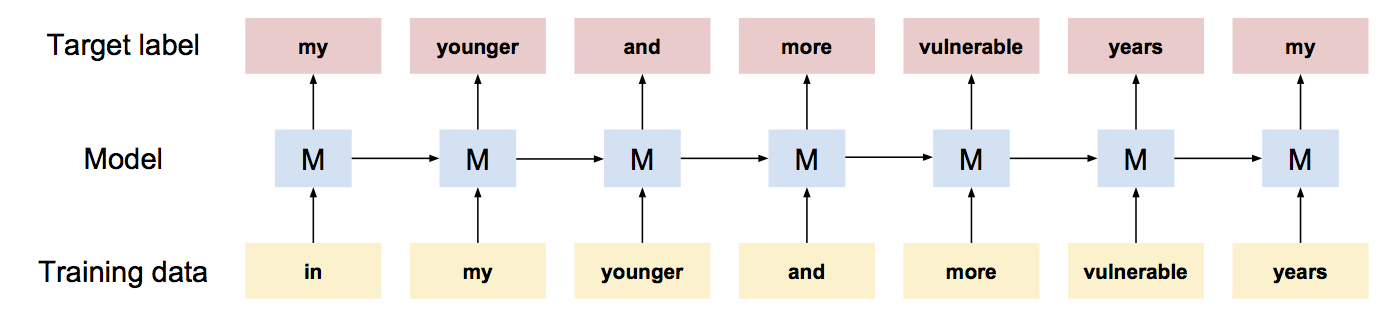 Target label my younger and more vulnerable years my
Model M M M M M M M
Training data in my younger and more vulnerable years